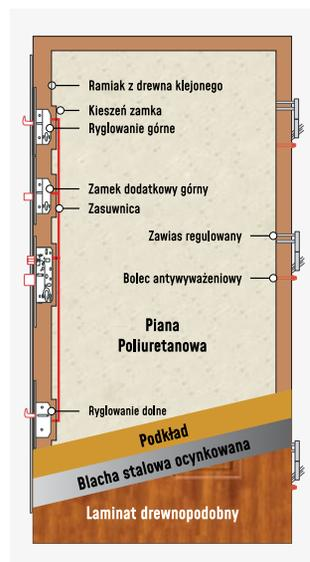 Ramiak z drewna klejonego
Kieszeń zamka
Ryglowanie górne
Zamek dodatkowy górny
Zasuwnica
Zawias regulowany
Bolec antywyważeniowy
Piana
Poliuretanowa
Ryglowanie dolne
Podkład
Blacha stalowa ocynkowana
Laminat drewnopodobny